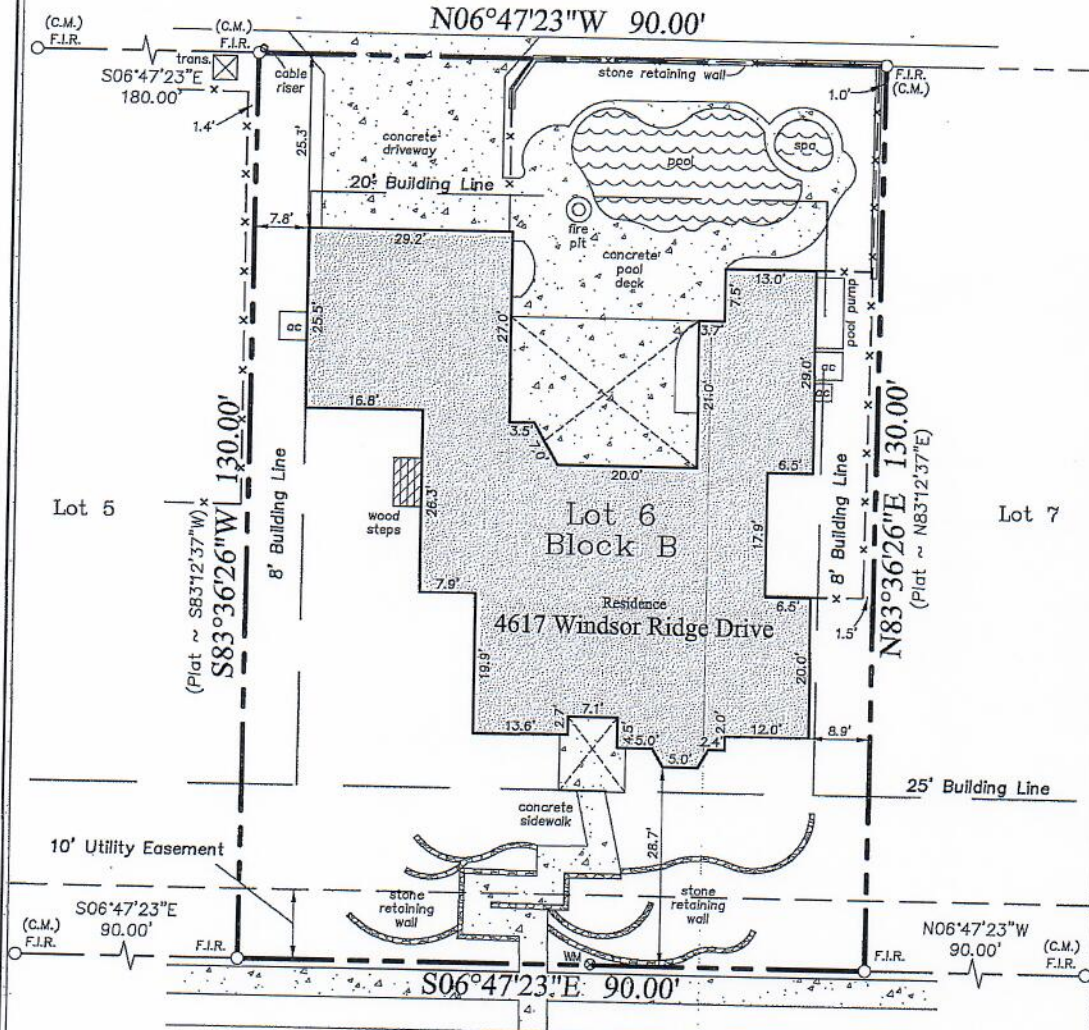 N06°47'23"W 90.00'
(C.M.)
F.I.R.
(C.M.)
F.I.R.
trans.
cable
riser
stone retaining wall
F.I.R.
(C.M.)
1.0'
S06°47'23"E
180.00'
1.4'
25.3'
concrete
driveway
pool
spa
20' Building Line
7.8'
29.2'
fire
pit
concrete
pool
deck
13.0'
7.5'
3.7'
pool pump
ac
25.5'
27.0'
21.0'
29.0'
ac
16.8'
3.5'
7.0'
20.0'
6.5'
Lot 5
(Plat ~ S83°12'37"W)
S83°36'26"W 130.00'
8' Building Line
wood
steps
26.3'
Lot 6
Block B
17.9'
8' Building Line
N83°36'26"E 130.00'
(Plat ~ N83°12'37"E)
Lot 7
7.9'
Residence
4617 Windsor Ridge Drive
6.5'
1.5'
19.9'
20.0'
13.6'
2.7'
7.1'
4.5'
5.0'
5.0'
2.4'
2.0'
12.0'
8.9'
25' Building Line
concrete
sidewalk
28.7'
10' Utility Easement
stone
retaining
wall
stone
retaining
wall
(C.M.)
F.I.R.
S06°47'23"E
90.00'
F.I.R.
WM
F.I.R.
N06°47'23"W
90.00'
(C.M.)
F.I.R.
S06°47'23"E 90.00'